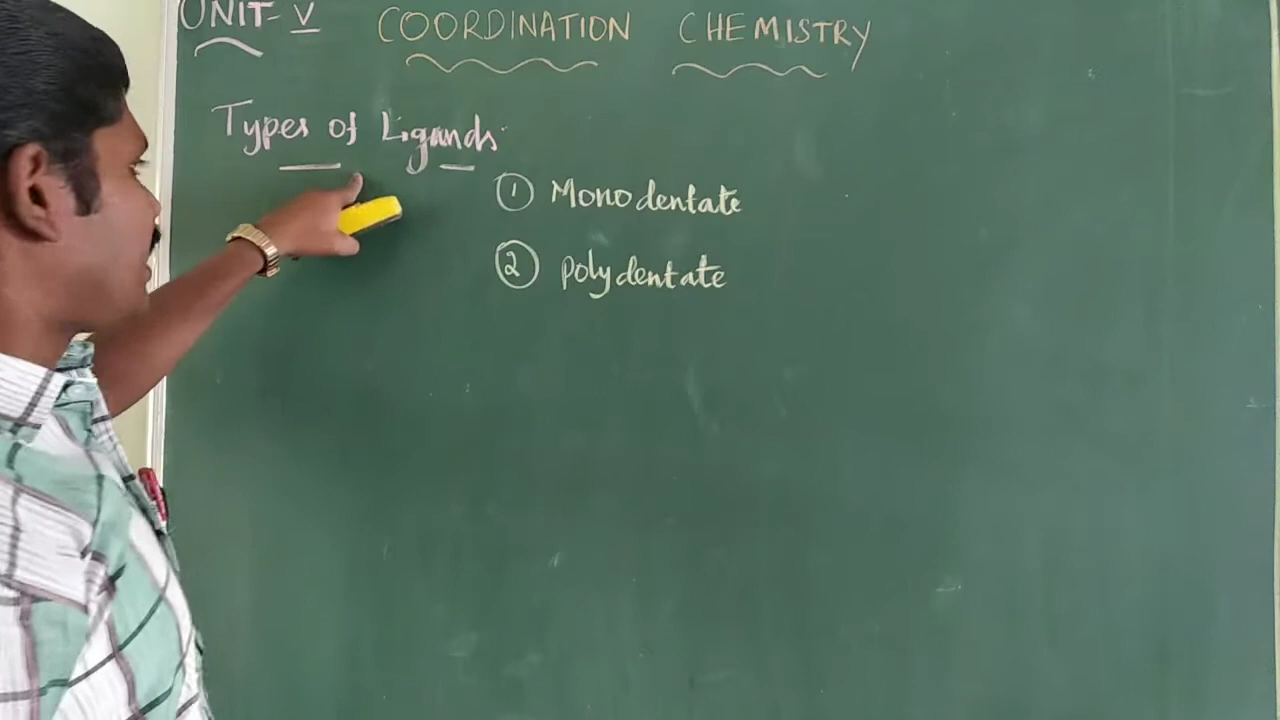 UNIT-V COORDINATION CHEMISTRY
Types of Ligands
① Monodentate
② polydentate